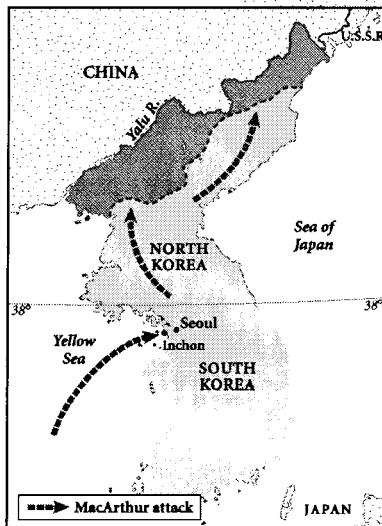 U.S.S.R.
CHINA
Yalu R.
Sea of
Japan
NORTH
KOREA
38°
38°
Seoul
Yellow
Sea
Inchon
SOUTH
KOREA
MacArthur attack
JAPAN